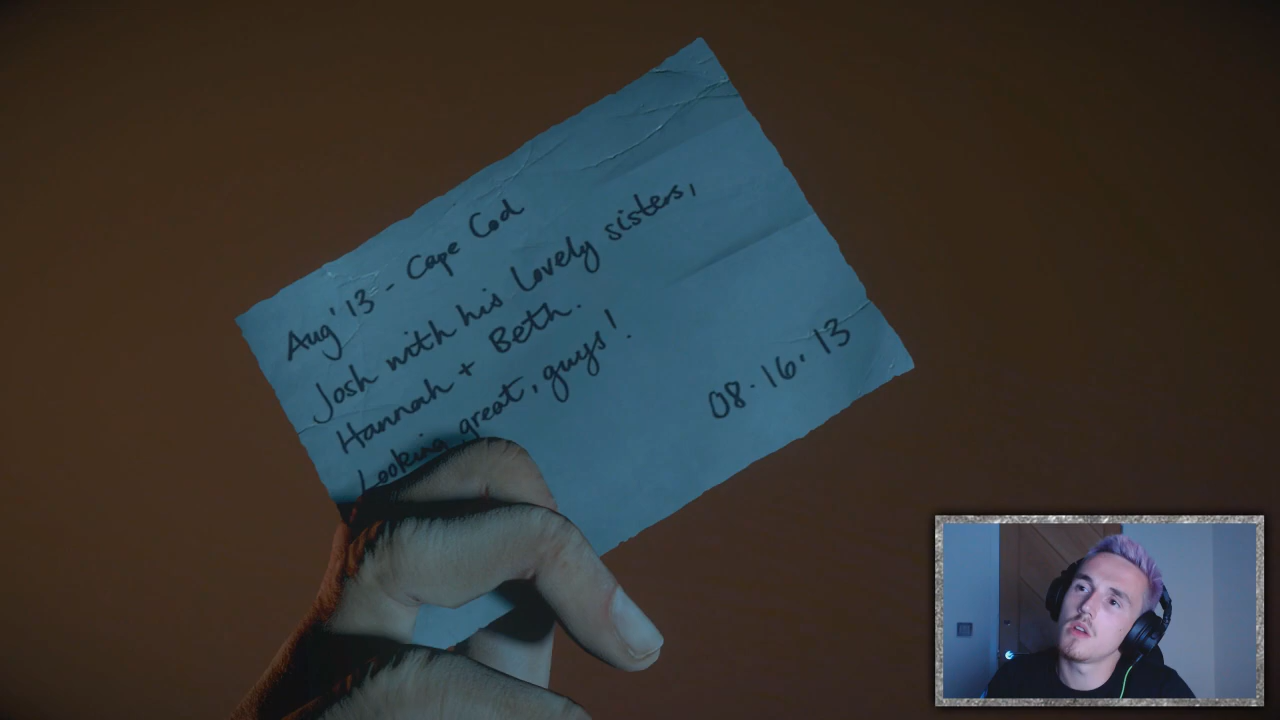 Aug '13 - Cape Cod
Josh with his lovely sisters,
Hannah + Beth.
Looking great, guys!
08.16.13